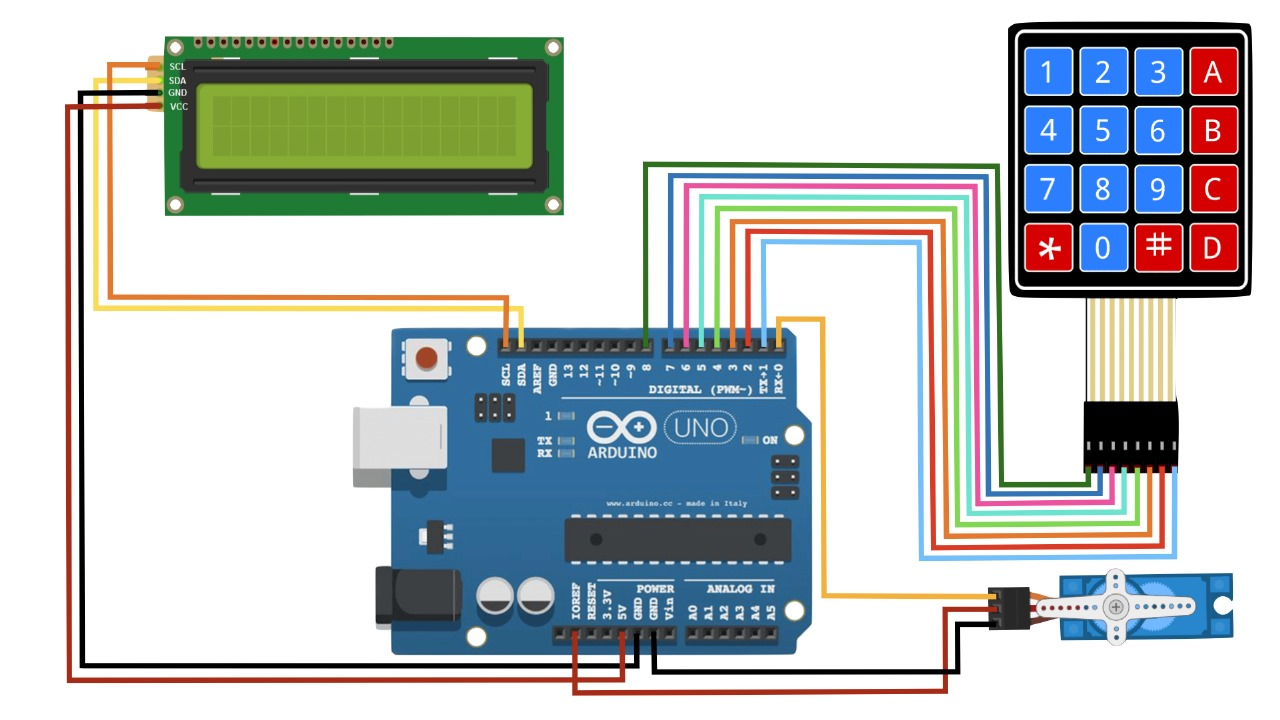 SCL
SDA
GND
VCC
1 2 3 A
4 5 6 B
7 8 9 C
* 0 # D
SCL
SDA
AREF
GND
13
12
~11
~10
~9
8
7
6
5
4
3
2
TX→1
RX←0
DIGITAL (PWM~)
1
TX
RX
UNO
ON
ARDUINO
www.arduino.cc - made in Italy
POWER
ANALOG IN
IOREF
RESET
3.3V
5V
GND
GND
Vin
A0
A1
A2
A3
A4
A5